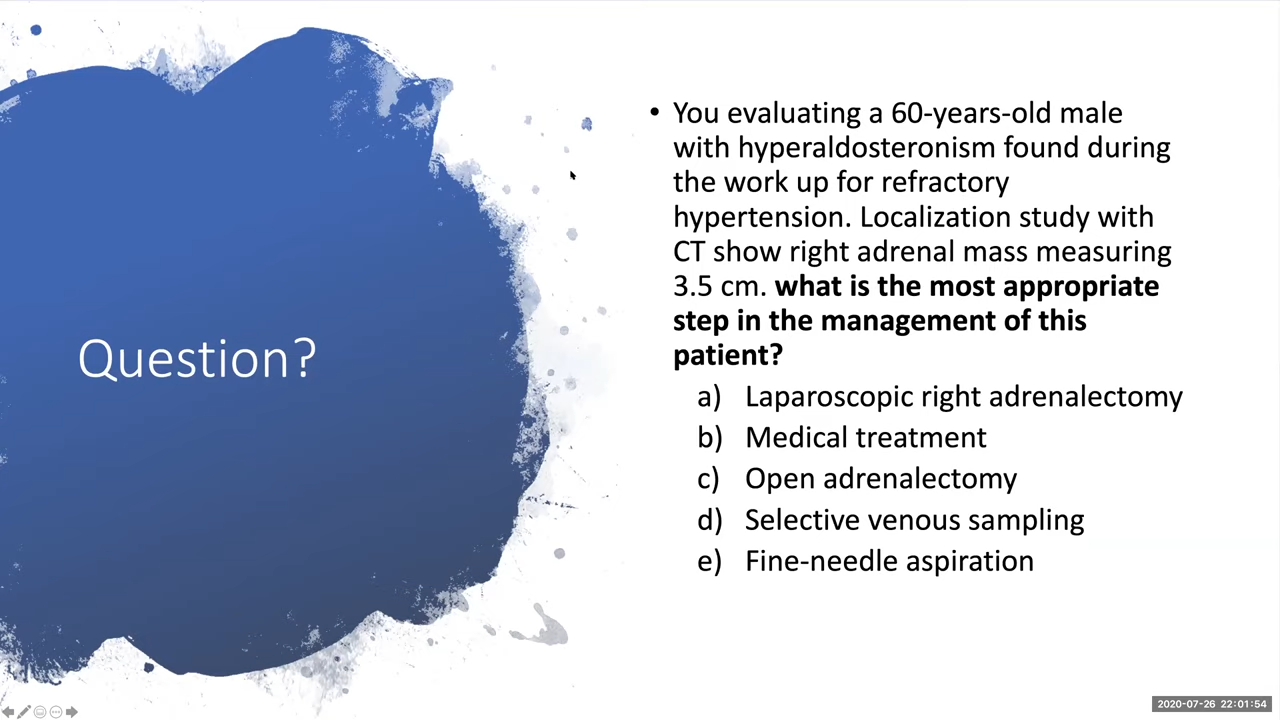 Question?
• You evaluating a 60-years-old male
with hyperaldosteronism found during
the work up for refractory
hypertension. Localization study with
CT show right adrenal mass measuring
3.5 cm. what is the most appropriate
step in the management of this
patient?
a) Laparoscopic right adrenalectomy
b) Medical treatment
c) Open adrenalectomy
d) Selective venous sampling
e) Fine-needle aspiration
2020-07-26 22:01:54